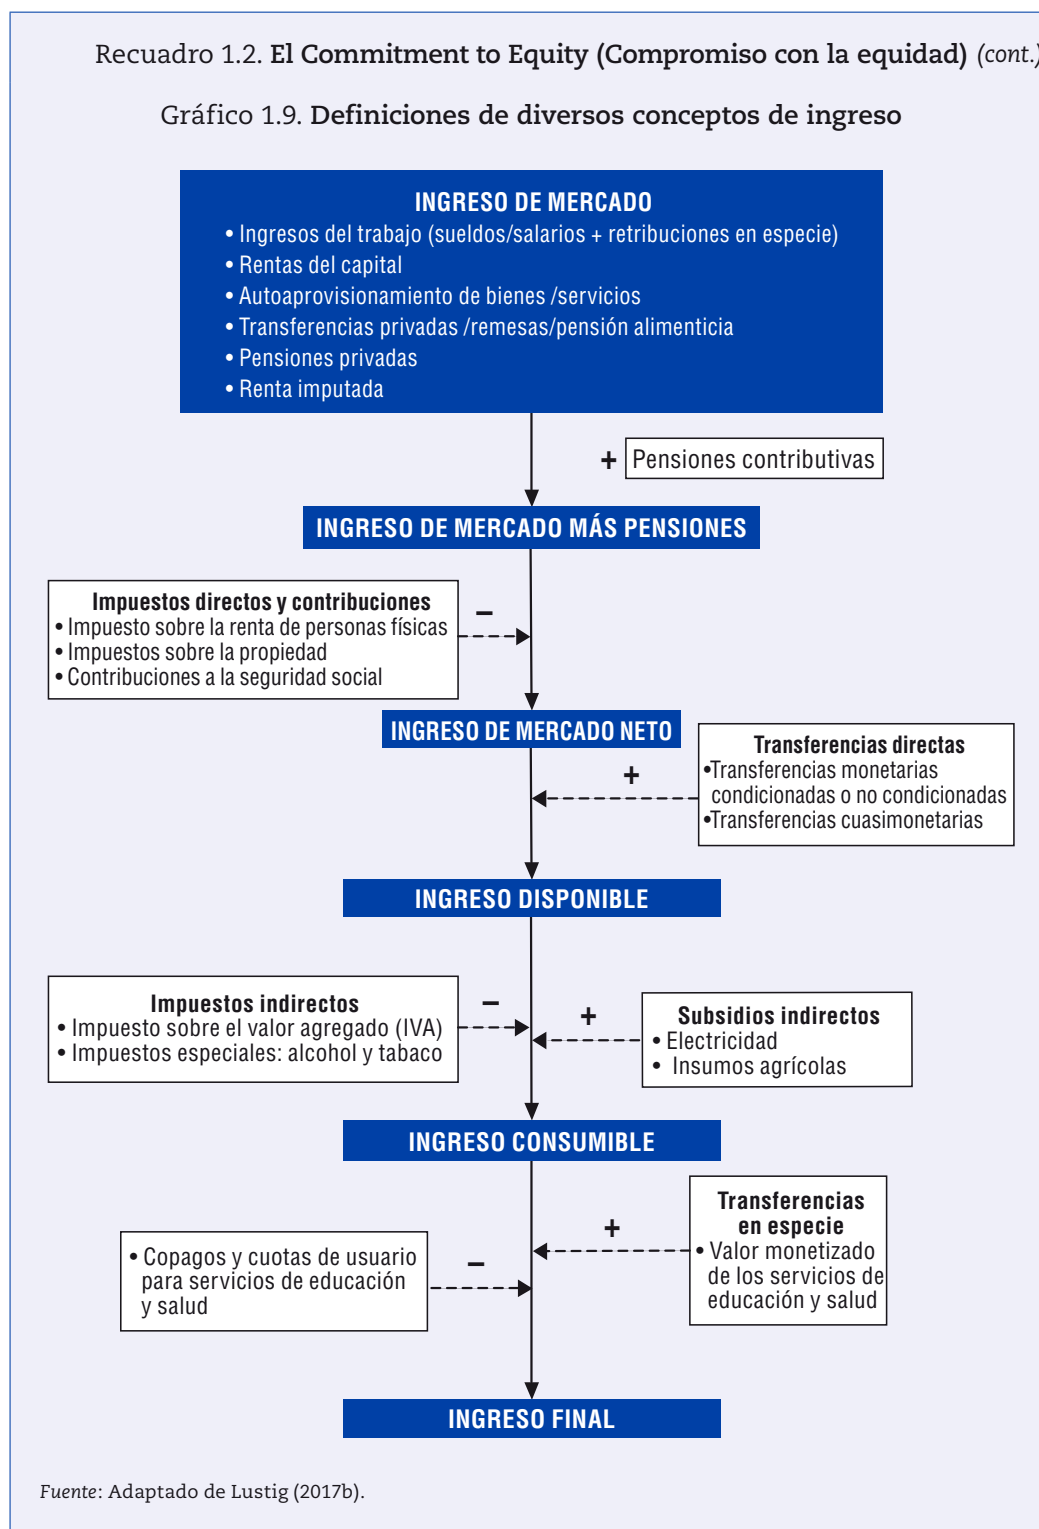 Recuadro 1.2. El Commitment to Equity (Compromiso con la equidad) (cont.)
Gráfico 1.9. Definiciones de diversos conceptos de ingreso
INGRESO DE MERCADO
• Ingresos del trabajo (sueldos/salarios + retribuciones en especie)
• Rentas del capital
• Autoaprovisionamiento de bienes /servicios
• Transferencias privadas /remesas/pensión alimenticia
• Pensiones privadas
• Renta imputada
+ Pensiones contributivas
INGRESO DE MERCADO MÁS PENSIONES
Impuestos directos y contribuciones
• Impuesto sobre la renta de personas físicas
• Impuestos sobre la propiedad
• Contribuciones a la seguridad social
–
INGRESO DE MERCADO NETO
+
Transferencias directas
•Transferencias monetarias
condicionadas o no condicionadas
•Transferencias cuasimonetarias
INGRESO DISPONIBLE
Impuestos indirectos
• Impuesto sobre el valor agregado (IVA)
• Impuestos especiales: alcohol y tabaco
–
+
Subsidios indirectos
• Electricidad
• Insumos agrícolas
INGRESO CONSUMIBLE
+
Transferencias
en especie
• Valor monetizado
de los servicios de
educación y salud
• Copagos y cuotas de usuario
para servicios de educación
y salud
–
INGRESO FINAL
Fuente: Adaptado de Lustig (2017b).